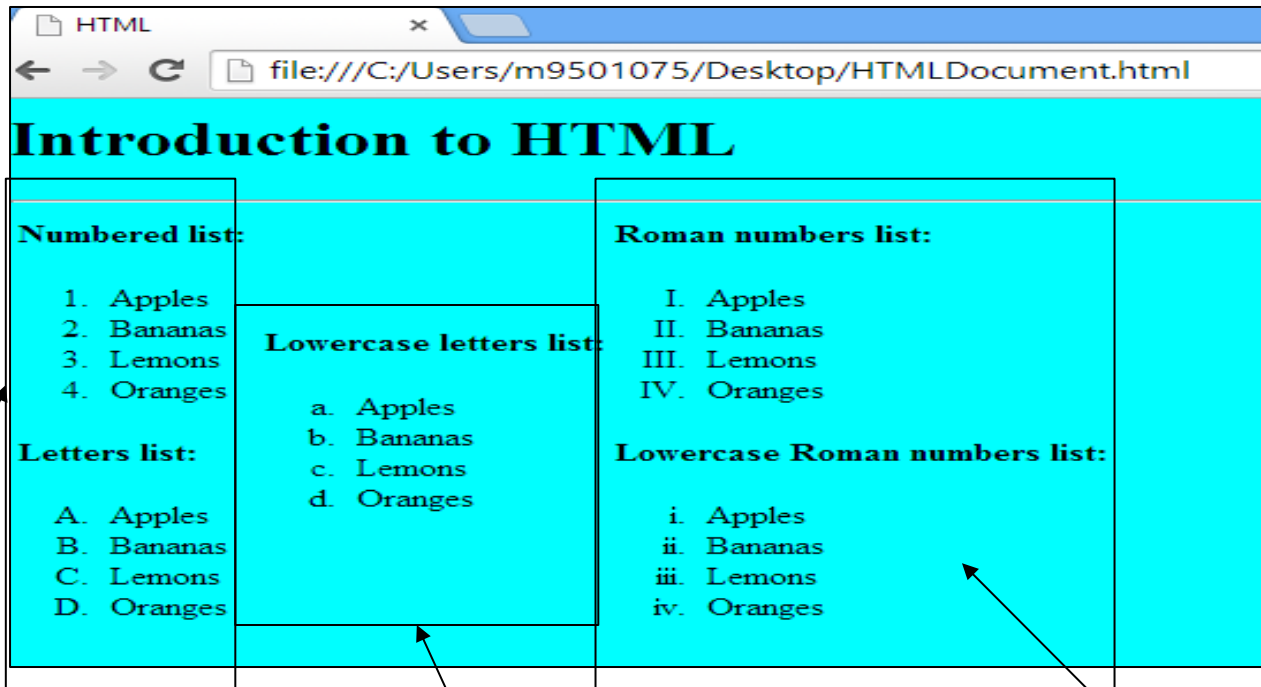 HTML
file:///C:/Users/m9501075/Desktop/HTMLDocument.html
Introduction to HTML
Numbered list:
1. Apples
2. Bananas
3. Lemons
4. Oranges
Letters list:
A. Apples
B. Bananas
C. Lemons
D. Oranges
Lowercase letters list:
a. Apples
b. Bananas
c. Lemons
d. Oranges
Roman numbers list:
I. Apples
II. Bananas
III. Lemons
IV. Oranges
Lowercase Roman numbers list:
i. Apples
ii. Bananas
iii. Lemons
iv. Oranges